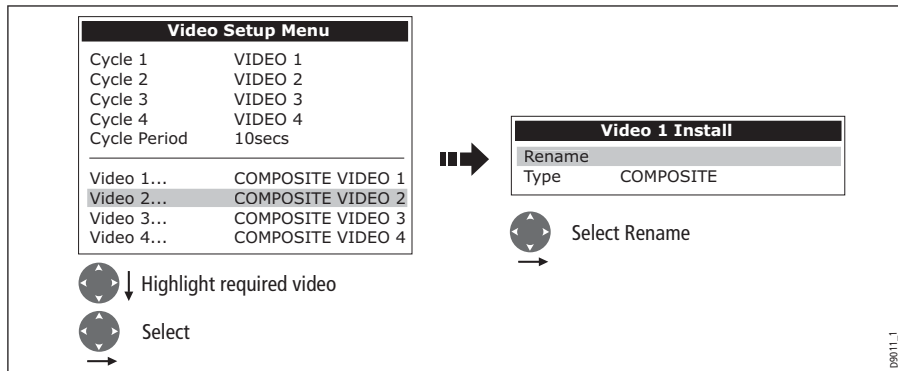 Video Setup Menu
Cycle 1 VIDEO 1
Cycle 2 VIDEO 2
Cycle 3 VIDEO 3
Cycle 4 VIDEO 4
Cycle Period 10secs
Video 1... COMPOSITE VIDEO 1
Video 2... COMPOSITE VIDEO 2
Video 3... COMPOSITE VIDEO 3
Video 4... COMPOSITE VIDEO 4
Highlight required video
Select
Video 1 Install
Rename
Type COMPOSITE
Select Rename
D9011_1